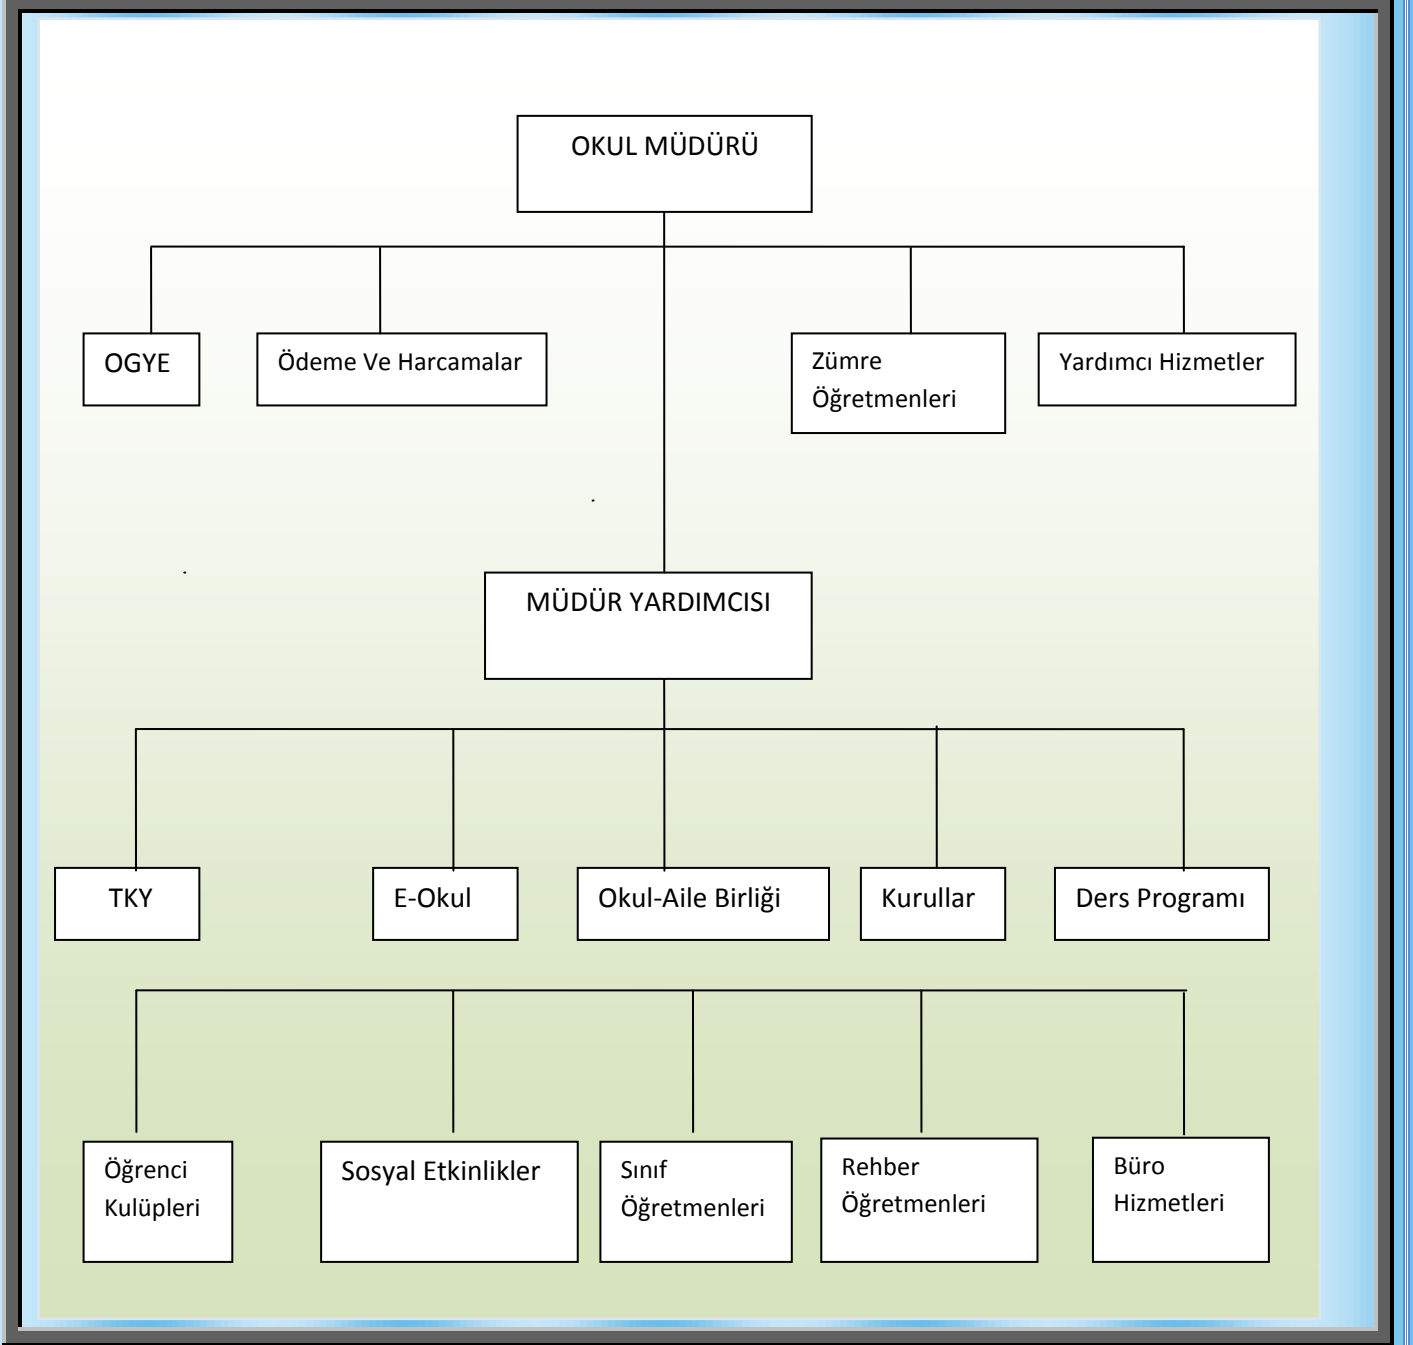 OKUL MÜDÜRÜ
OGYE
Ödeme Ve Harcamalar
Zümre
Öğretmenleri
Yardımcı Hizmetler
MÜDÜR YARDIMCISI
TKY
E-Okul
Okul-Aile Birliği
Kurullar
Ders Programı
Öğrenci
Kulüpleri
Sosyal Etkinlikler
Sınıf
Öğretmenleri
Rehber
Öğretmenleri
Büro
Hizmetleri